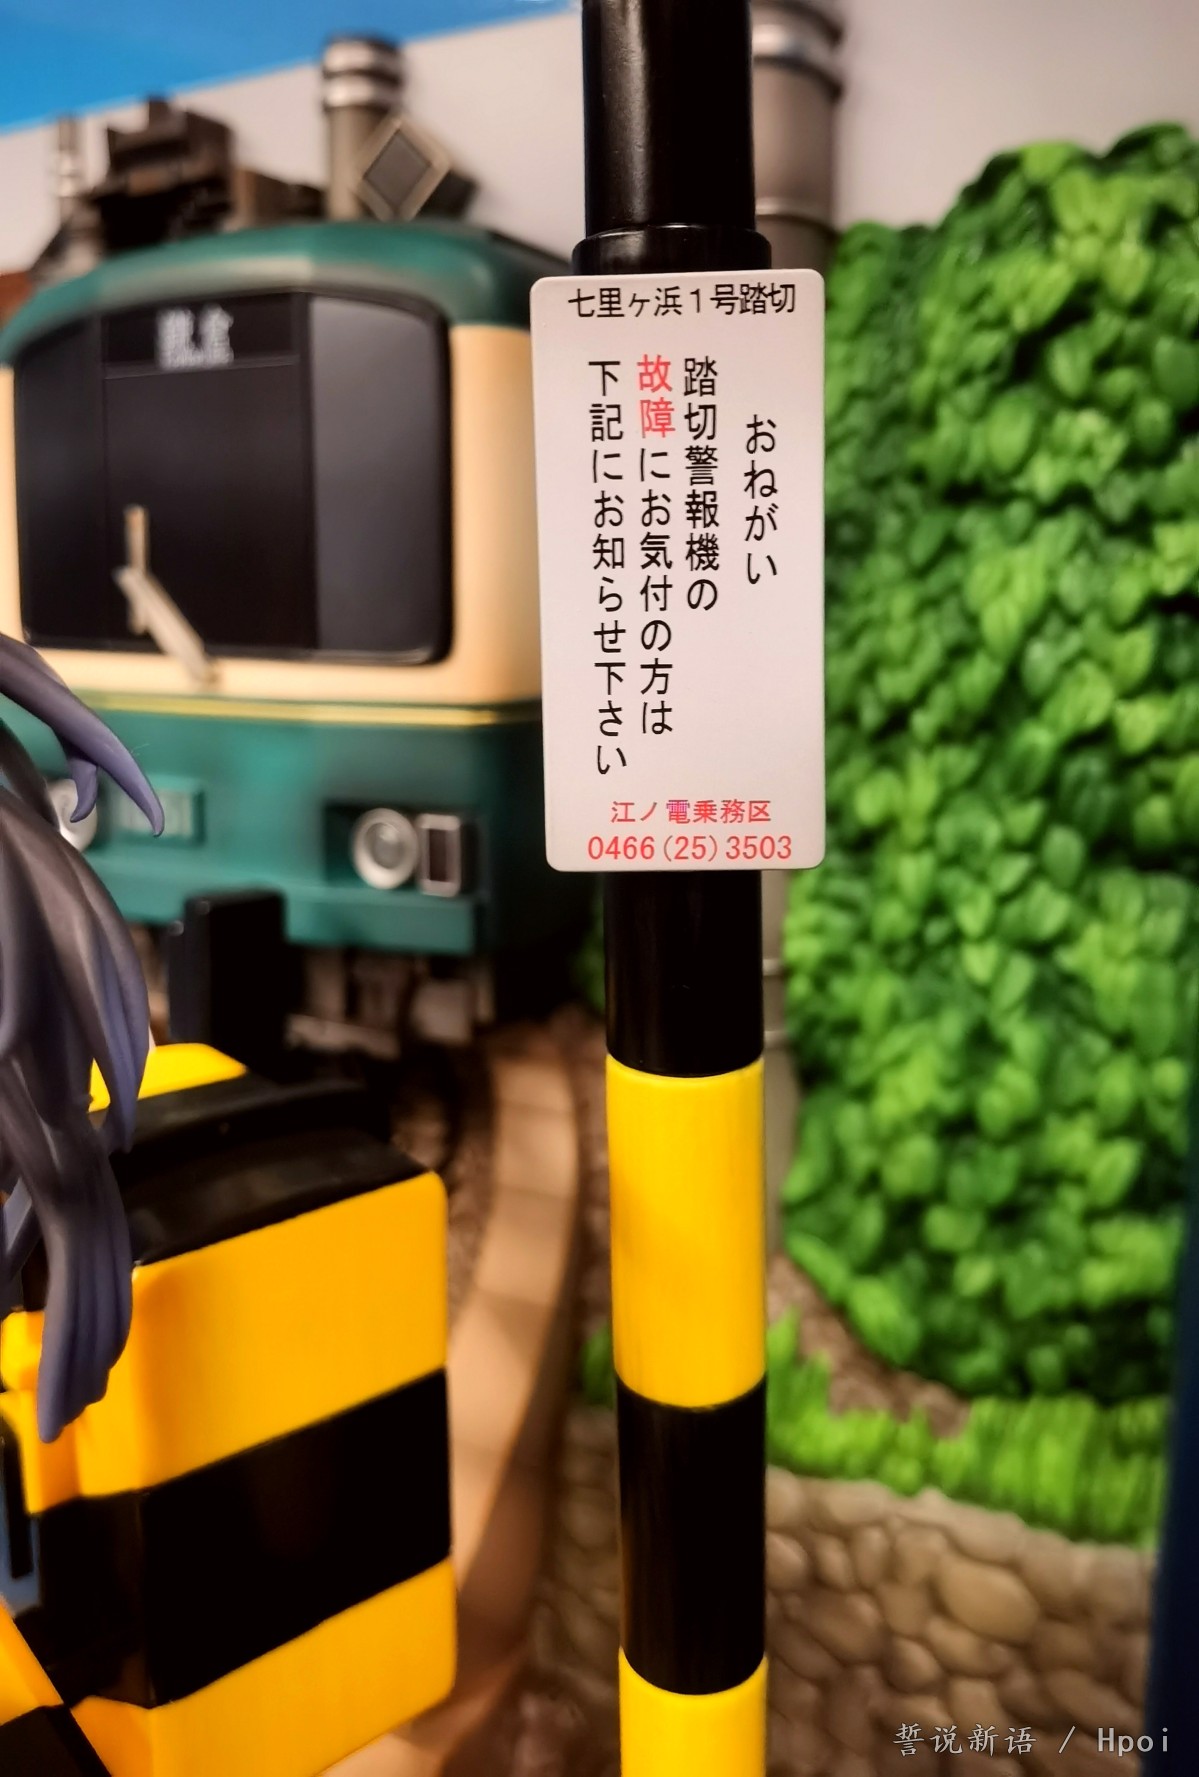 七里ヶ浜1号踏切
おねがい
踏切警報機の
故障にお気付の方は
下記にお知らせ下さい
江ノ電乗務区
0466(25)3503
鎌倉
誓说新语 / Hpoi